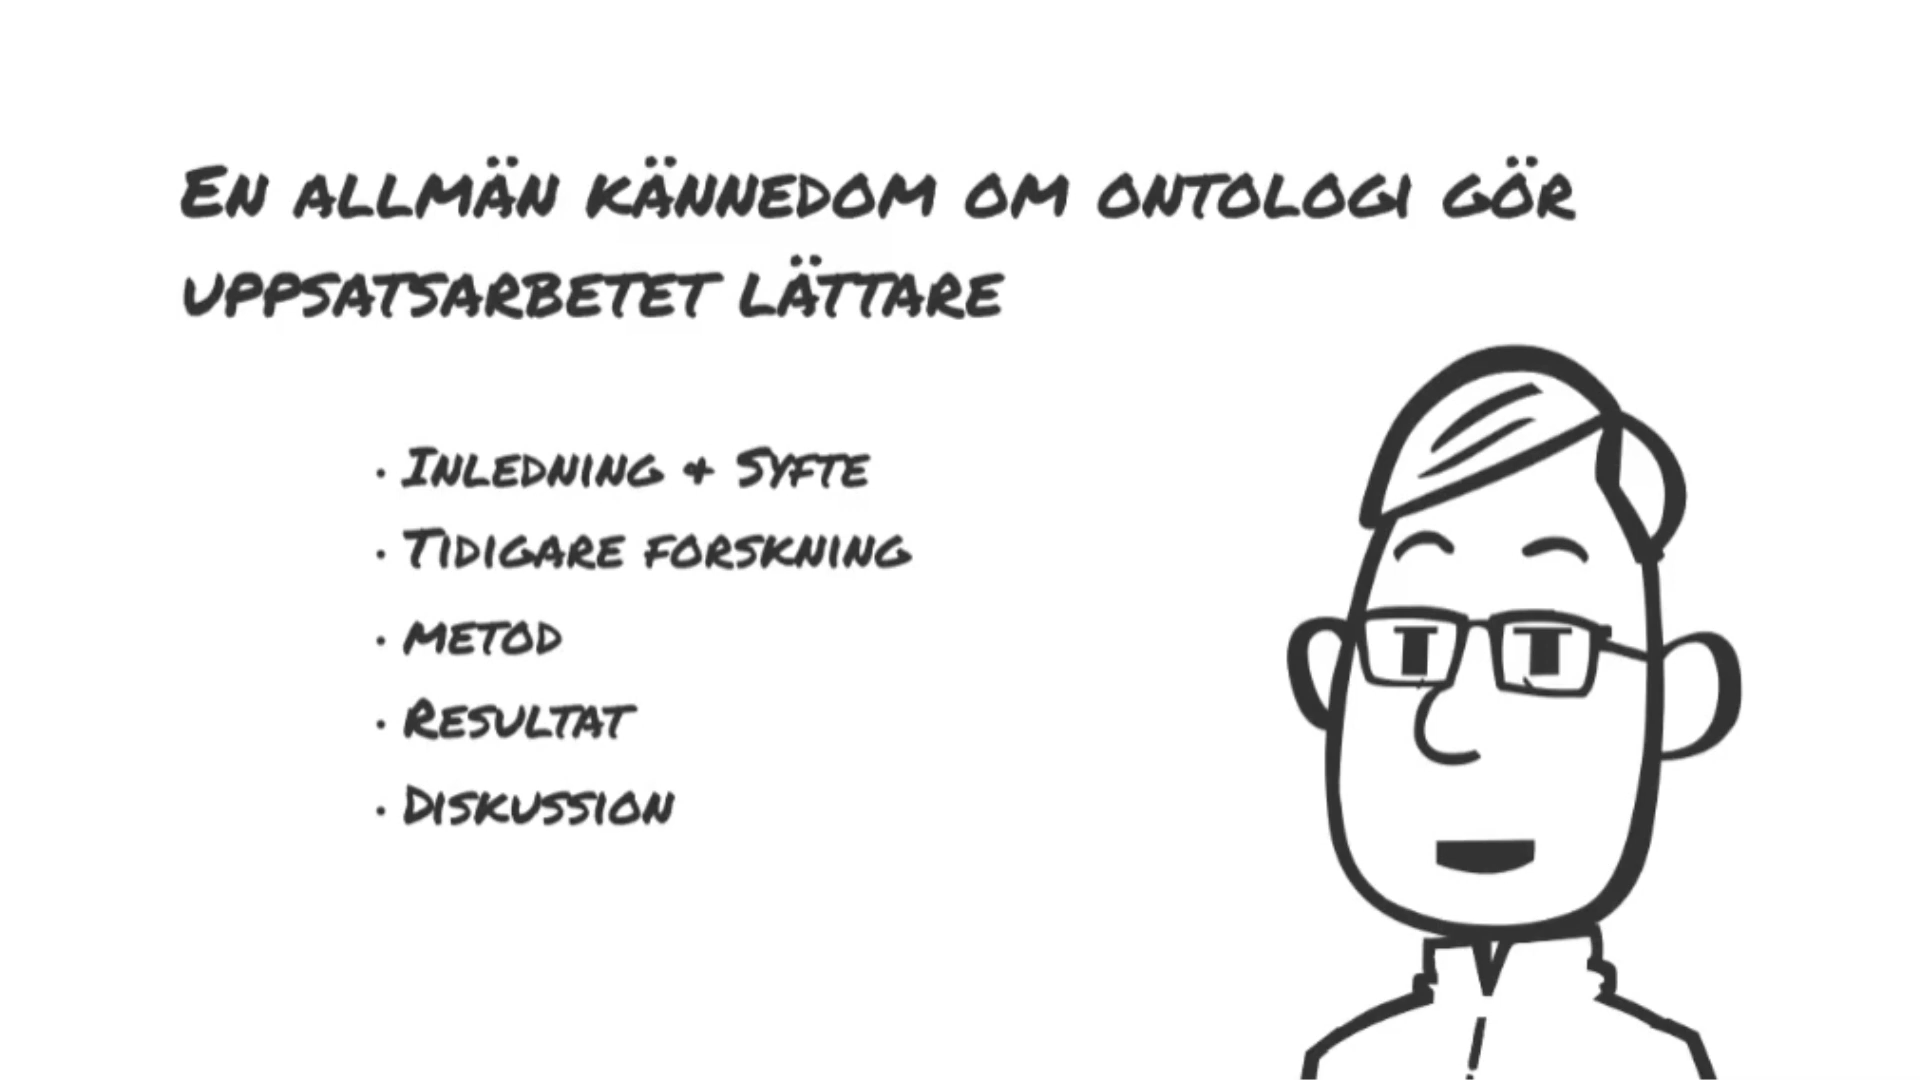 En allmän kännedom om ontologi gör
uppsatsarbetet lättare
· Inledning & Syfte
· Tidigare forskning
· metod
· Resultat
· Diskussion